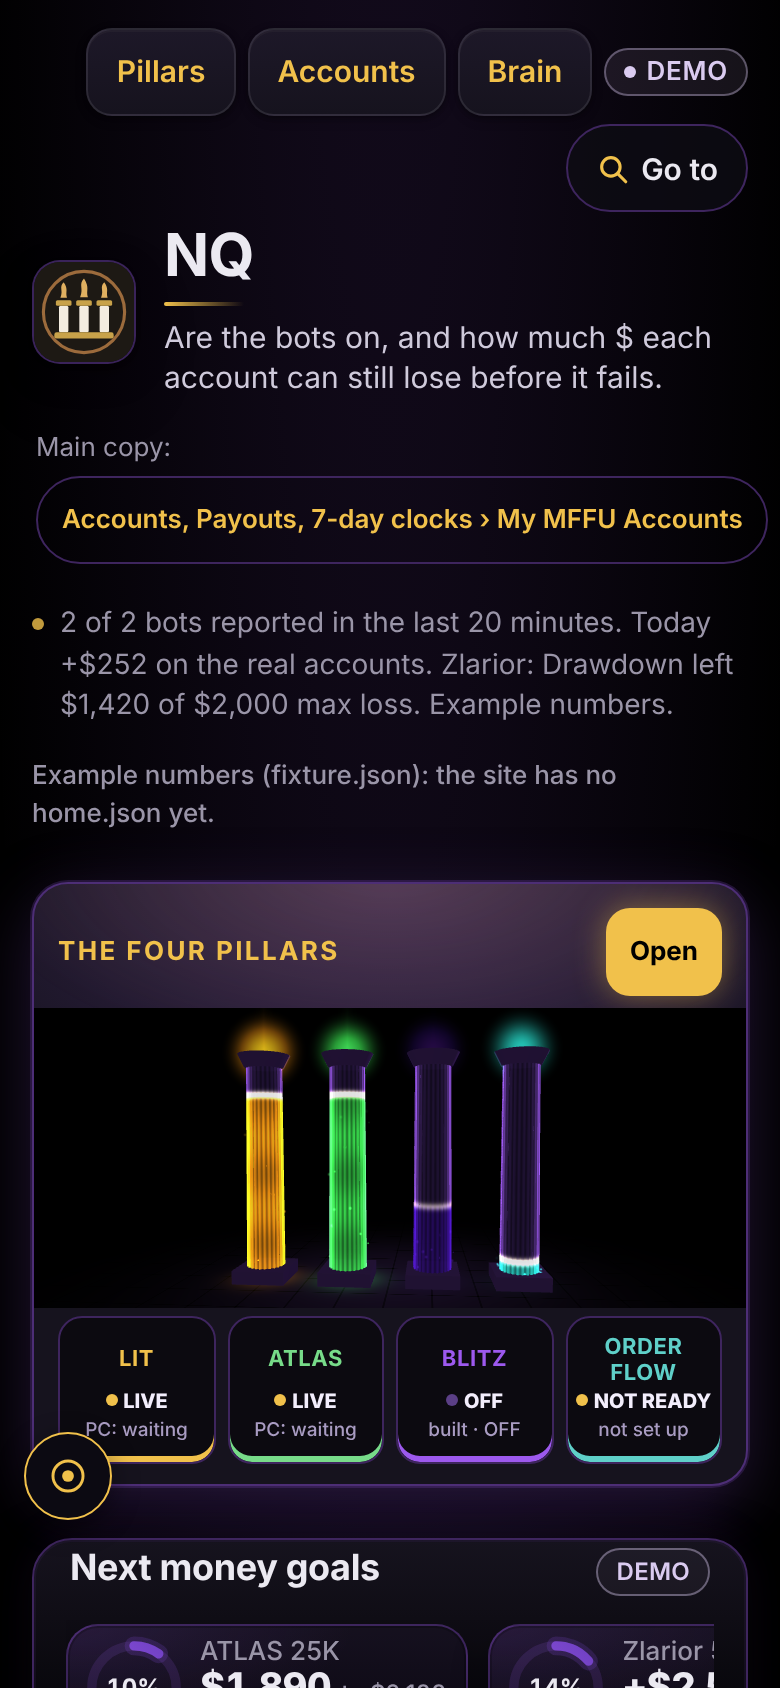 Pillars
Accounts
Brain
DEMO
Go to
NQ
Are the bots on, and how much $ each
account can still lose before it fails.
Main copy:
Accounts, Payouts, 7-day clocks › My MFFU Accounts
2 of 2 bots reported in the last 20 minutes. Today
+$252 on the real accounts. Zlarior: Drawdown left
$1,420 of $2,000 max loss. Example numbers.
Example numbers (fixture.json): the site has no
home.json yet.
THE FOUR PILLARS
Open
LIT
LIVE
PC: waiting
ATLAS
LIVE
PC: waiting
BLITZ
OFF
built · OFF
ORDER
FLOW
NOT READY
not set up
Next money goals
DEMO
ATLAS 25K
Zlarior
10%
$1,890
14%